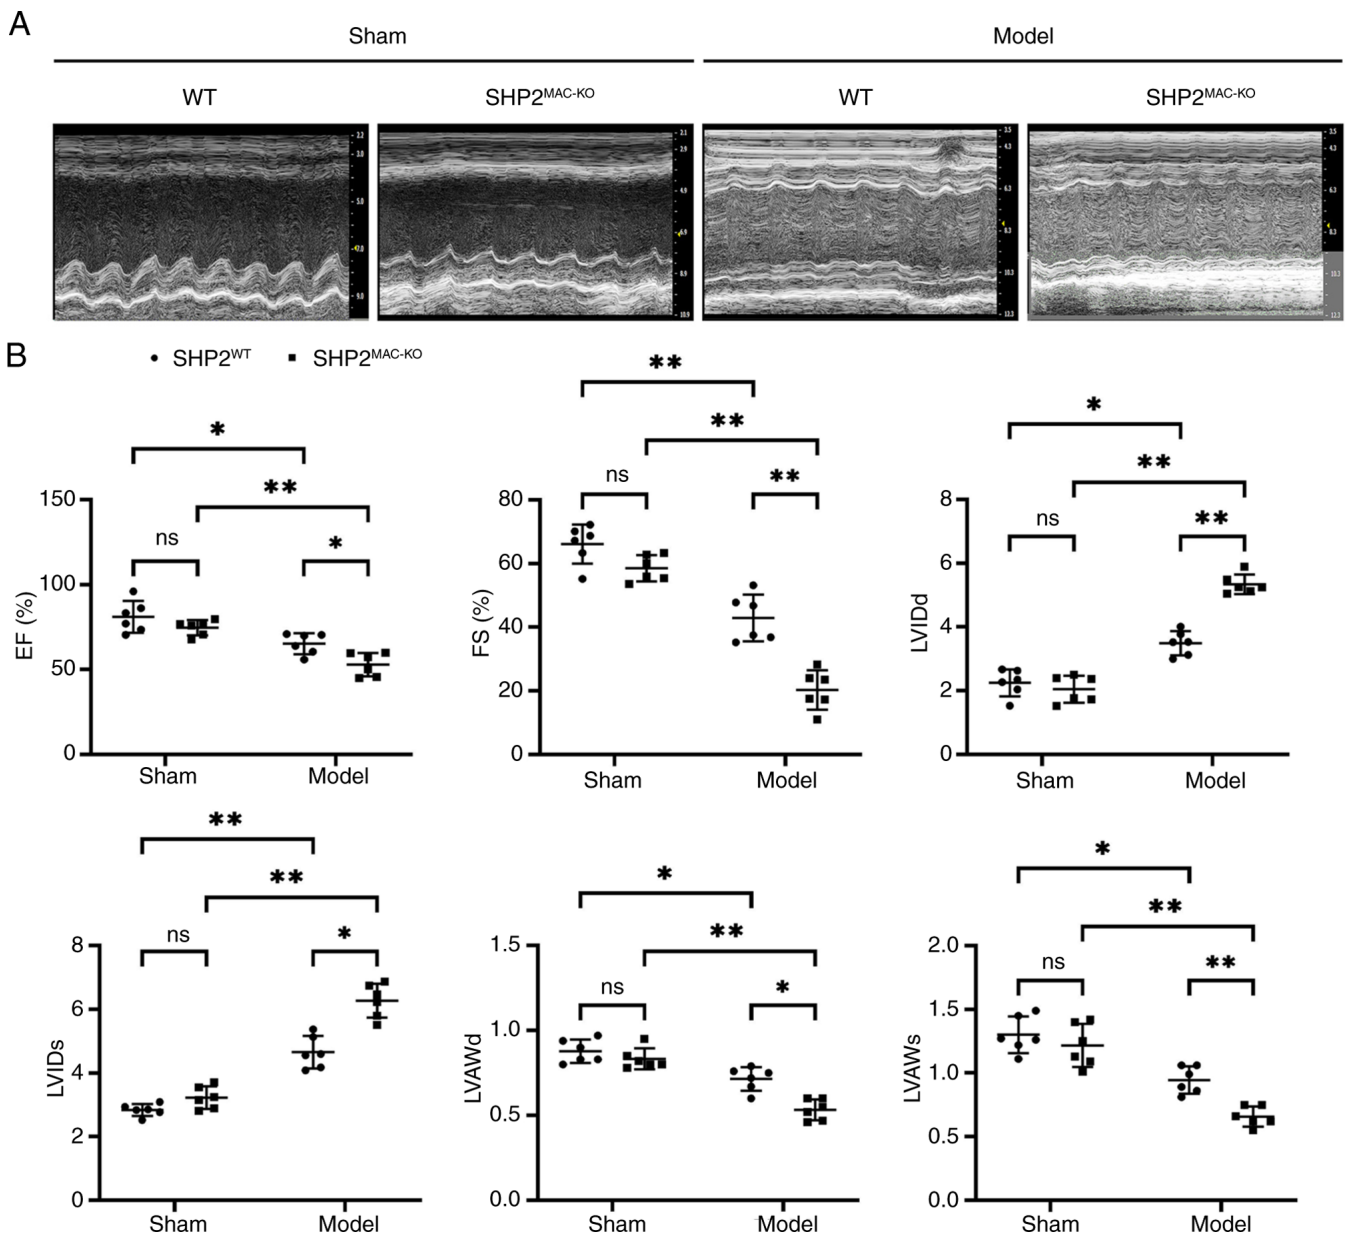 A
Sham Model
WT SHP2MAC-KO WT SHP2MAC-KO
B
SHP2WT SHP2MAC-KO
EF (%)
150
100
50
0
*
**
ns
*
Sham Model
FS (%)
80
60
40
20
0
**
**
ns
**
Sham Model
LVIDd
8
6
4
2
0
*
**
ns
**
Sham Model
LVIDs
8
6
4
2
0
**
**
ns
*
Sham Model
LVAWd
1.5
1.0
0.5
0.0
*
**
ns
*
Sham Model
LVAWs
2.0
1.5
1.0
0.5
0.0
*
**
ns
**
Sham Model